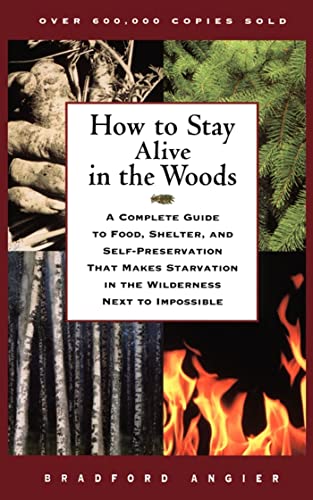 OVER 600,000 COPIES SOLD
How to Stay
Alive
in the Woods
A Complete Guide
to Food, Shelter, and
Self-Preservation
That Makes Starvation
in the Wilderness
Next to Impossible
BRADFORD ANGIER